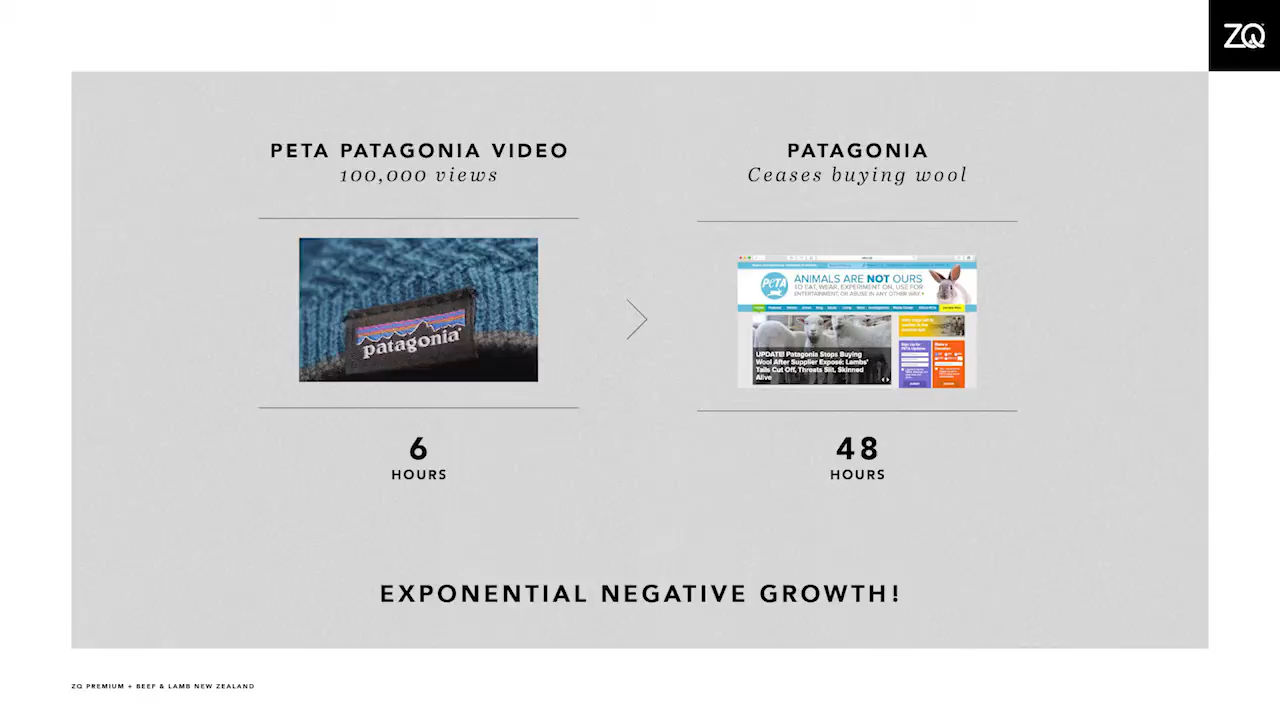 ZQ
PETA PATAGONIA VIDEO
100,000 views
patagonia
6
HOURS
PATAGONIA
Ceases buying wool
PETA
ANIMALS ARE NOT OURS
TO EAT, WEAR, EXPERIMENT ON, USE FOR
ENTERTAINMENT, OR ABUSE IN ANY OTHER WAY.
UPDATE! Patagonia Stops Buying
Wool After Supplier Exposé: Lambs'
Tails Cut Off, Throats Slit, Skinned
Alive
48
HOURS
EXPONENTIAL NEGATIVE GROWTH!
ZQ PREMIUM + BEEF & LAMB NEW ZEALAND